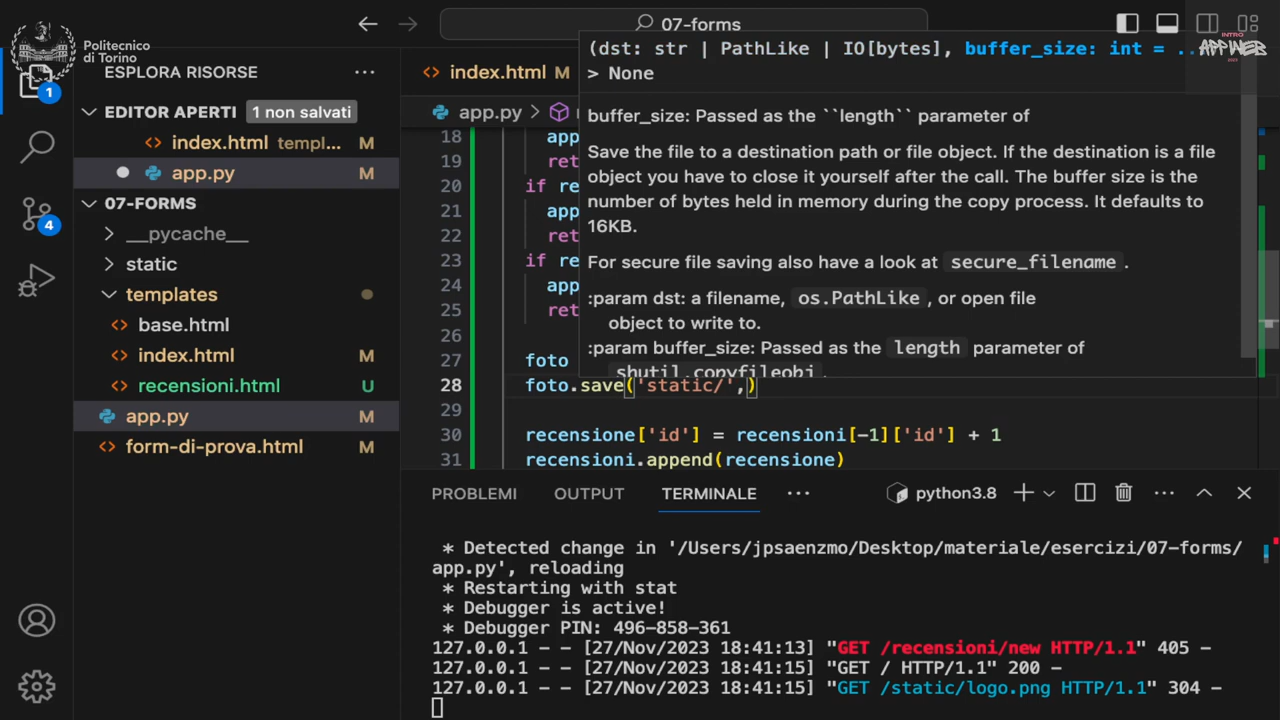 07-forms
Politecnico
di Torino
INTRO
APPIWEB
2023
ESPLORA RISORSE
EDITOR APERTI
1 non salvati
index.html templ... M
app.py M
07-FORMS
__pycache__
static
templates
base.html
index.html M
recensioni.html U
app.py M
form-di-prova.html M
1
4
index.html M
app.py
(dst: str | PathLike | IO[bytes], buffer_size: int = ...
> None
buffer_size: Passed as the ``length`` parameter of
Save the file to a destination path or file object. If the destination is a file
object you have to close it yourself after the call. The buffer size is the
number of bytes held in memory during the copy process. It defaults to
16KB.
For secure file saving also have a look at secure_filename.
:param dst: a filename, os.PathLike, or open file
object to write to.
:param buffer_size: Passed as the length parameter of
shutil.copyfileobj.
18 app
19 ret
20 if re
21 app
22 ret
23 if re
24 app
25 ret
26
27 foto
28 foto.save('static/',)
29
30 recensione['id'] = recensioni[-1]['id'] + 1
31 recensioni.append(recensione)
PROBLEMI OUTPUT TERMINALE ... python3.8
* Detected change in '/Users/jpsaenzmo/Desktop/materiale/esercizi/07-forms/
app.py', reloading
* Restarting with stat
* Debugger is active!
* Debugger PIN: 496-858-361
127.0.0.1 - - [27/Nov/2023 18:41:13] "GET /recensioni/new HTTP/1.1" 405 -
127.0.0.1 - - [27/Nov/2023 18:41:15] "GET / HTTP/1.1" 200 -
127.0.0.1 - - [27/Nov/2023 18:41:15] "GET /static/logo.png HTTP/1.1" 304 -